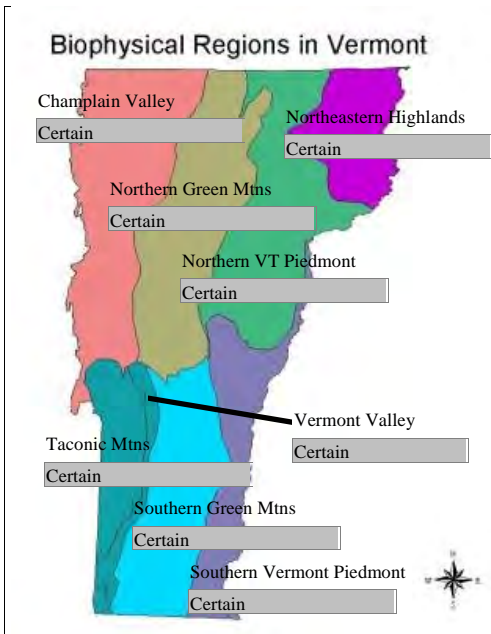 Biophysical Regions in Vermont
Champlain Valley
Certain
Northeastern Highlands
Certain
Northern Green Mtns
Certain
Northern VT Piedmont
Certain
Vermont Valley
Certain
Taconic Mtns
Certain
Southern Green Mtns
Certain
Southern Vermont Piedmont
Certain